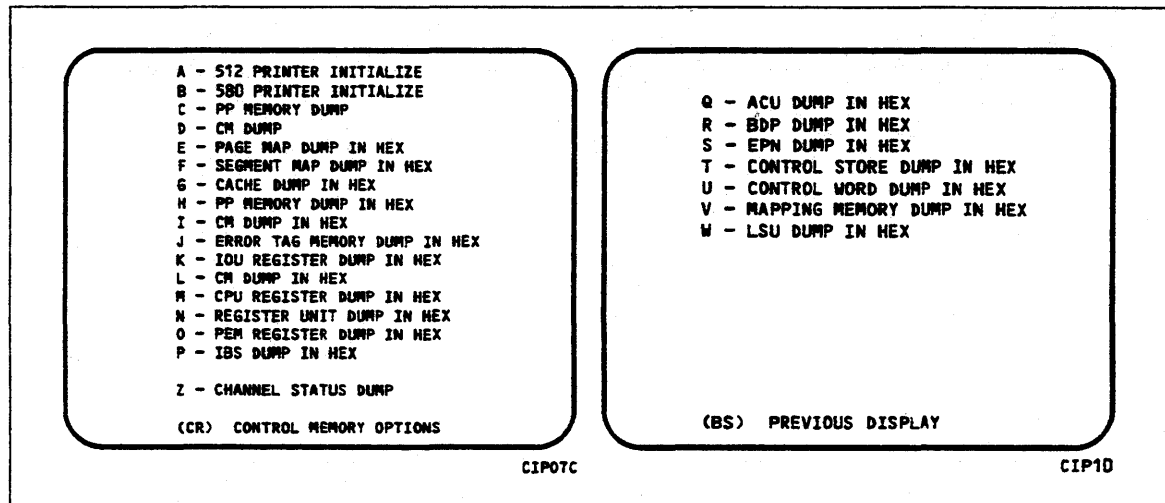 A - 512 PRINTER INITIALIZE
B - 580 PRINTER INITIALIZE
C - PP MEMORY DUMP
D - CM DUMP
E - PAGE MAP DUMP IN HEX
F - SEGMENT MAP DUMP IN HEX
G - CACHE DUMP IN HEX
H - PP MEMORY DUMP IN HEX
I - CM DUMP IN HEX
J - ERROR TAG MEMORY DUMP IN HEX
K - IOU REGISTER DUMP IN HEX
L - CM DUMP IN HEX
M - CPU REGISTER DUMP IN HEX
N - REGISTER UNIT DUMP IN HEX
O - PEM REGISTER DUMP IN HEX
P - IBS DUMP IN HEX
Z - CHANNEL STATUS DUMP
(CR) CONTROL MEMORY OPTIONS
CIP07C
Q - ACU DUMP IN HEX
R - BDP DUMP IN HEX
S - EPN DUMP IN HEX
T - CONTROL STORE DUMP IN HEX
U - CONTROL WORD DUMP IN HEX
V - MAPPING MEMORY DUMP IN HEX
W - LSU DUMP IN HEX
(BS) PREVIOUS DISPLAY
CIP1D